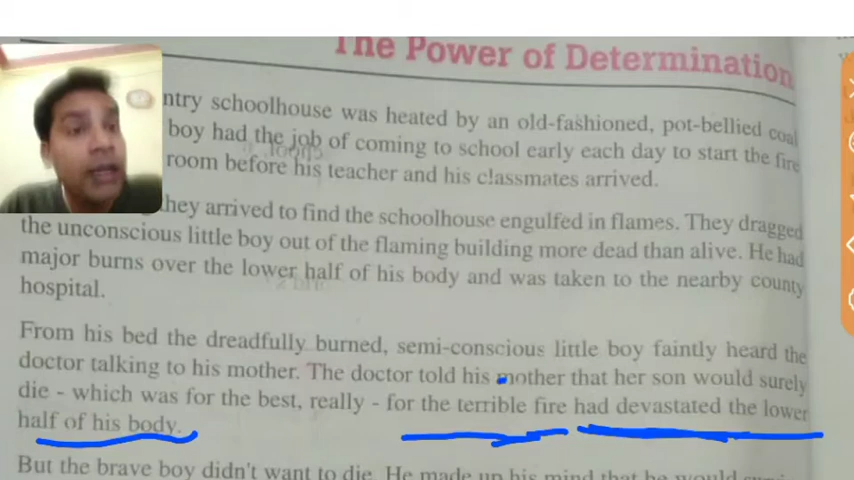 The Power of Determination
ntry schoolhouse was heated by an old-fashioned, pot-bellied coal
boy had the job of coming to school early each day to start the fire
room before his teacher and his classmates arrived.
they arrived to find the schoolhouse engulfed in flames. They dragged
the unconscious little boy out of the flaming building more dead than alive. He had
major burns over the lower half of his body and was taken to the nearby county
hospital.
From his bed the dreadfully burned, semi-conscious little boy faintly heard the
doctor talking to his mother. The doctor told his mother that her son would surely
die - which was for the best, really - for the terrible fire had devastated the lower
half of his body.
But the brave boy didn't want to die. He made up his mind that he would